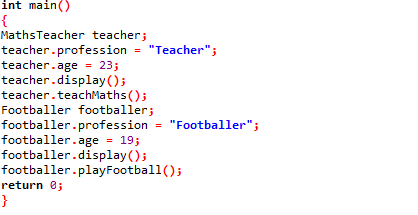 int main()
{
MathsTeacher teacher;
teacher.profession = "Teacher";
teacher.age = 23;
teacher.display();
teacher.teachMaths();
Footballer footballer;
footballer.profession = "Footballer";
footballer.age = 19;
footballer.display();
footballer.playFootball();
return 0;
}